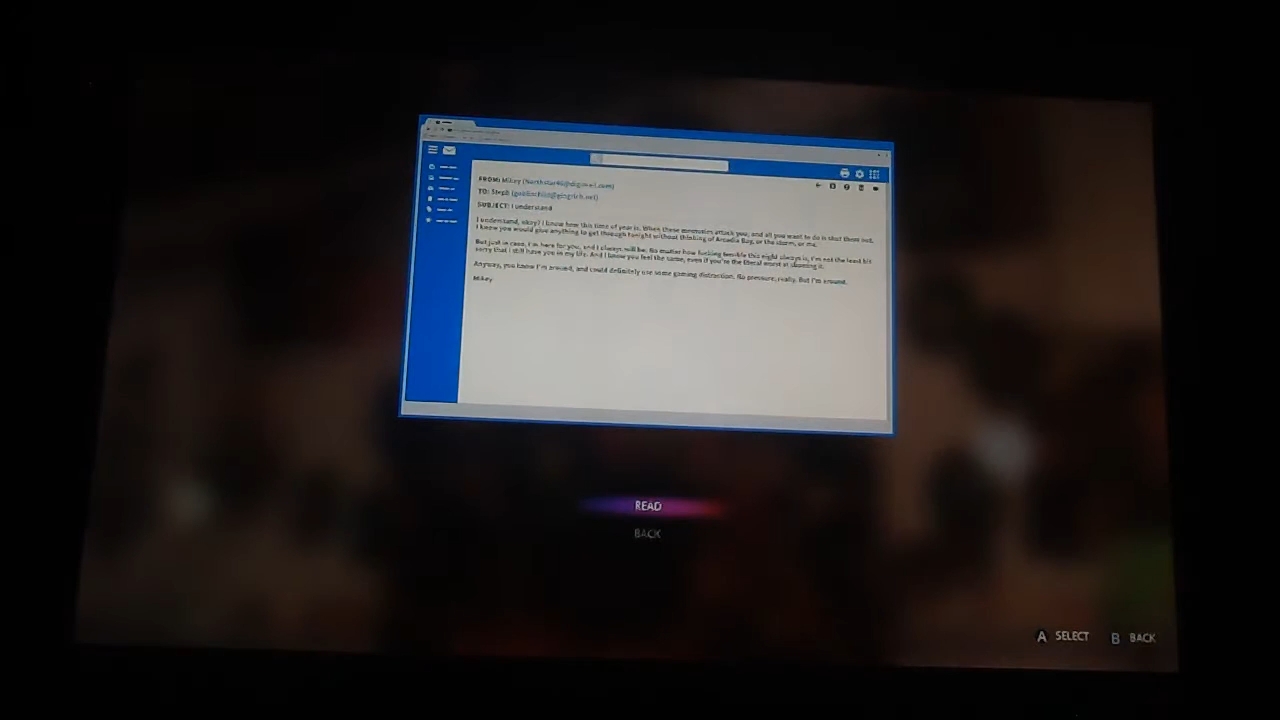 FROM: Mikey
TO: Steph
SUBJECT: I understand
I understand, okay? I know how this time of year is. When these memories attack you, and all you want to do is shut them out.
I know you would give anything to get through tonight without thinking of Arcadia Bay, or the storm, or me.
But just in case, I'm here for you, and I always will be. No matter how fucking terrible this night always is, I'm not the least bit
sorry that I still have you in my life. And I know you feel the same, even if you're the literal worst at showing it.
Anyway, you know I'm around, and could definitely use some gaming distraction. No pressure, really. But I'm around.
Mikey
READ
BACK
A SELECT B BACK